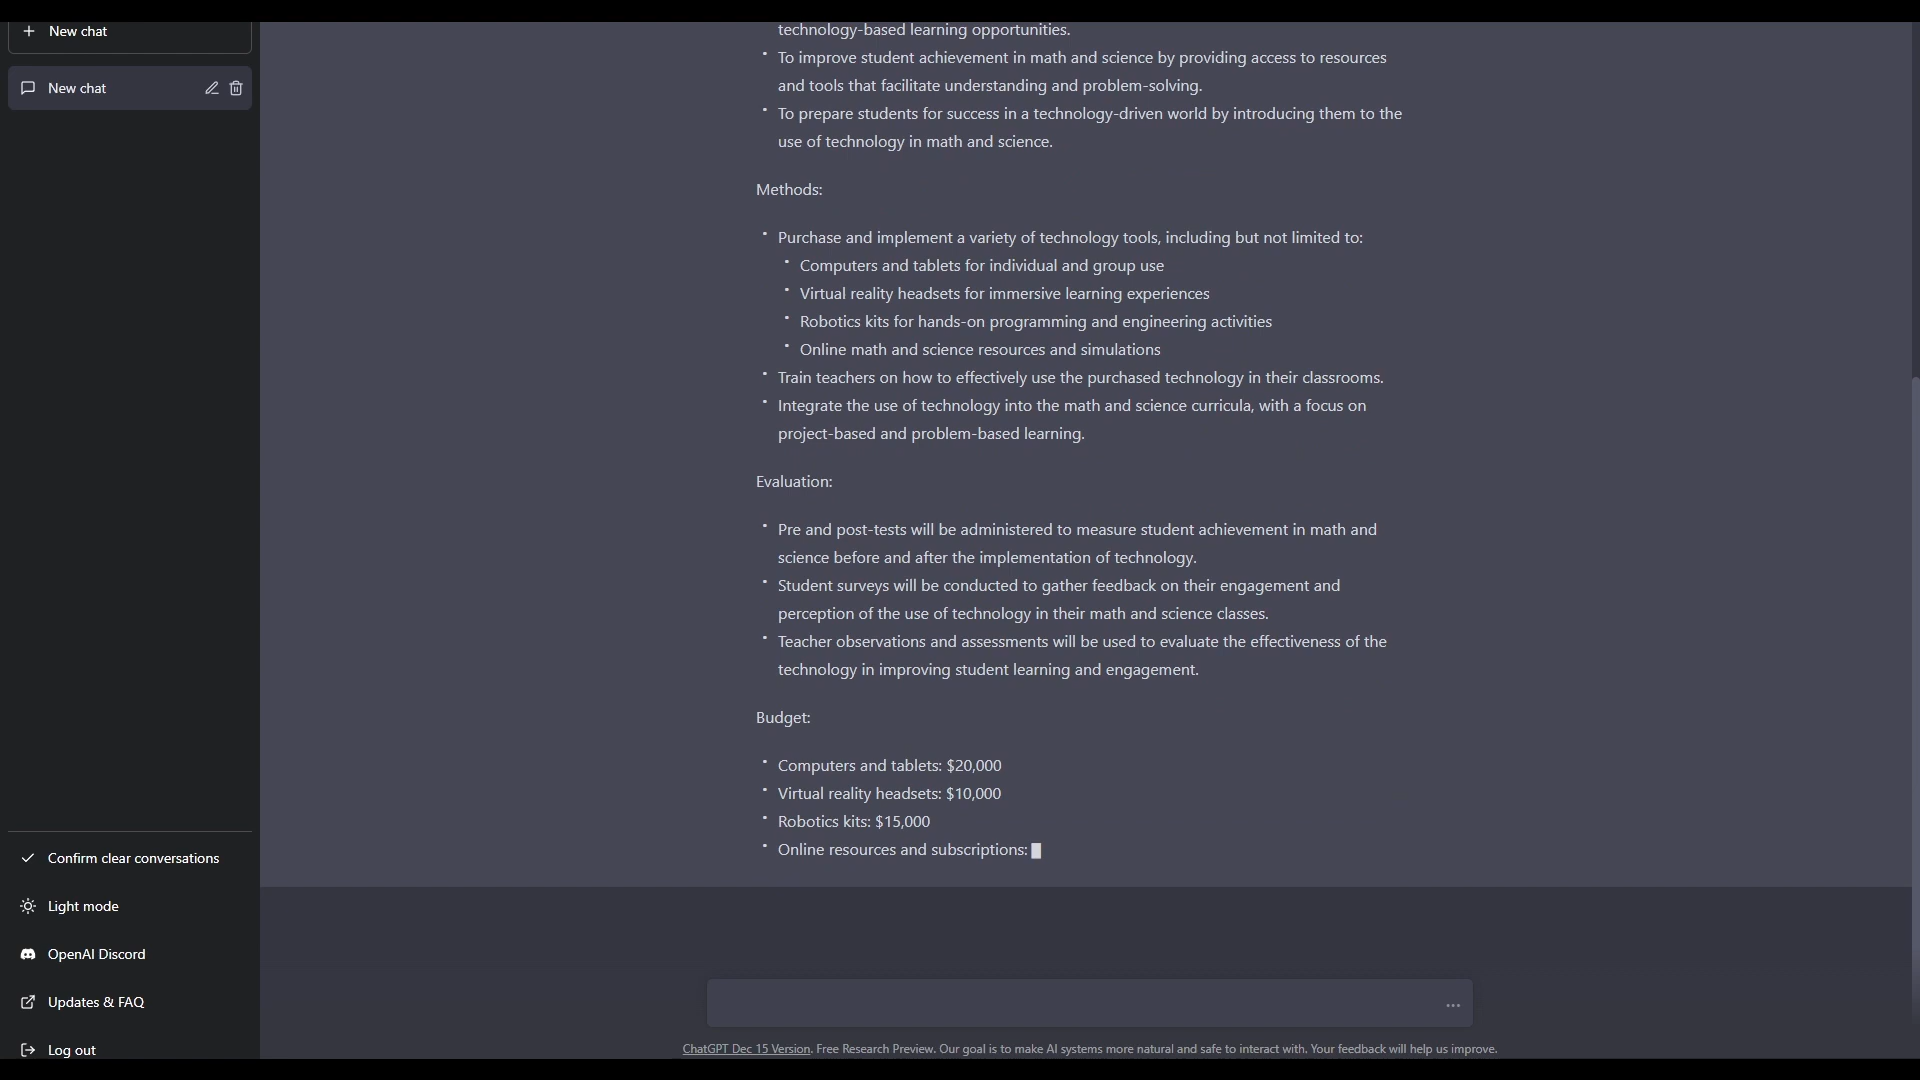 New chat
New chat
Confirm clear conversations
Light mode
OpenAI Discord
Updates & FAQ
Log out
technology-based learning opportunities.
To improve student achievement in math and science by providing access to resources
and tools that facilitate understanding and problem-solving.
To prepare students for success in a technology-driven world by introducing them to the
use of technology in math and science.
Methods:
Purchase and implement a variety of technology tools, including but not limited to:
Computers and tablets for individual and group use
Virtual reality headsets for immersive learning experiences
Robotics kits for hands-on programming and engineering activities
Online math and science resources and simulations
Train teachers on how to effectively use the purchased technology in their classrooms.
Integrate the use of technology into the math and science curricula, with a focus on
project-based and problem-based learning.
Evaluation:
Pre and post-tests will be administered to measure student achievement in math and
science before and after the implementation of technology.
Student surveys will be conducted to gather feedback on their engagement and
perception of the use of technology in their math and science classes.
Teacher observations and assessments will be used to evaluate the effectiveness of the
technology in improving student learning and engagement.
Budget:
Computers and tablets: $20,000
Virtual reality headsets: $10,000
Robotics kits: $15,000
Online resources and subscriptions:
ChatGPT Dec 15 Version. Free Research Preview. Our goal is to make AI systems more natural and safe to interact with. Your feedback will help us improve.